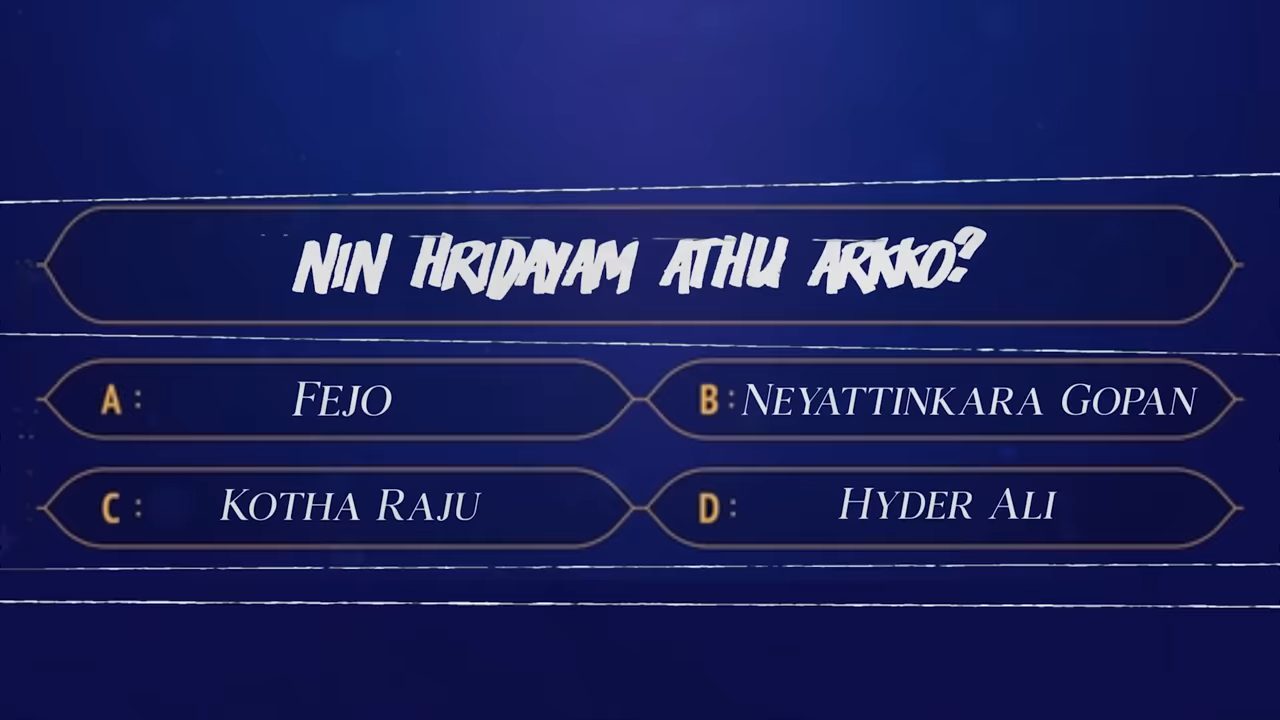 NIN HRIDAYAM ATHU ARKKO?
A : FEJO
B : NEYATTINKARA GOPAN
C : KOTHA RAJU
D : HYDER ALI